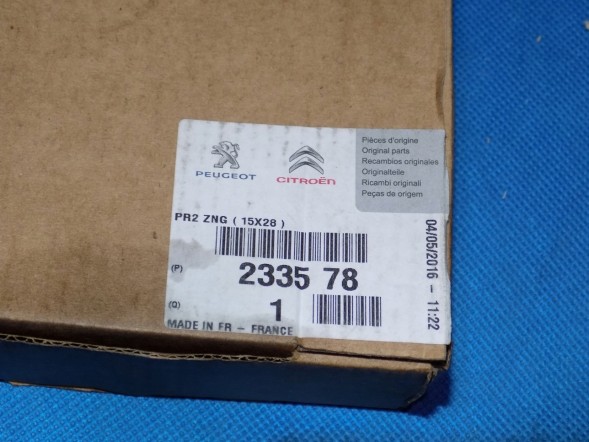 PEUGEOT
CITROËN
Pièces d'origine
Original parts
Recambios originales
Originalteile
Ricambi originali
Peças de origem
PR2 ZNG ( 15X28 )
(P) 2335 78
(Q) 1
MADE IN FR - FRANCE
04/05/2016 - 11:22